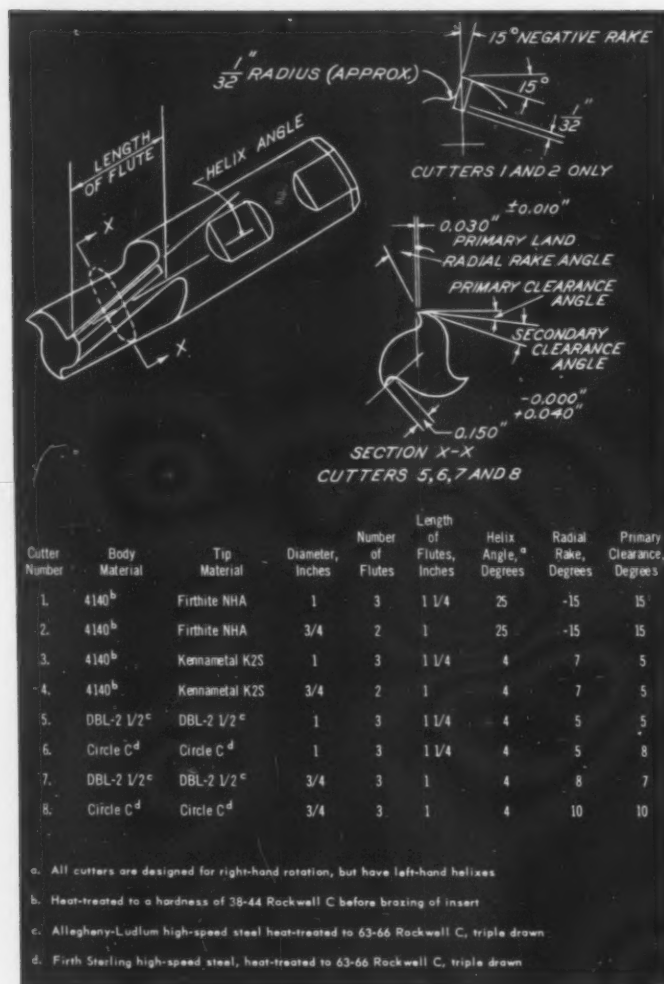 15° NEGATIVE RAKE
1/32" RADIUS (APPROX.)
15°
1/32"
LENGTH
OF FLUTE
HELIX ANGLE
CUTTERS 1 AND 2 ONLY
X
X
±0.010"
0.030"
PRIMARY LAND
RADIAL RAKE ANGLE
PRIMARY CLEARANCE
ANGLE
SECONDARY
CLEARANCE
ANGLE
-0.000"
+0.040"
0.150"
SECTION X-X
CUTTERS 5, 6, 7 AND 8
Cutter Number Body Material Tip Material Diameter, Inches Number of Flutes Length of Flutes, Inches Helix Angle,ᵃ Degrees Radial Rake, Degrees Primary Clearance, Degrees
1. 4140ᵇ Firthite NHA 1 3 1 1/4 25 -15 15
2. 4140ᵇ Firthite NHA 3/4 2 1 25 -15 15
3. 4140ᵇ Kennametal K2S 1 3 1 1/4 4 7 5
4. 4140ᵇ Kennametal K2S 3/4 2 1 4 7 5
5. DBL-2 1/2ᶜ DBL-2 1/2ᶜ 1 3 1 1/4 4 5 5
6. Circle Cᵈ Circle Cᵈ 1 3 1 1/4 4 5 8
7. DBL-2 1/2ᶜ DBL-2 1/2ᶜ 3/4 3 1 4 8 7
8. Circle Cᵈ Circle Cᵈ 3/4 3 1 4 10 10
a. All cutters are designed for right-hand rotation, but have left-hand helixes
b. Heat-treated to a hardness of 38-44 Rockwell C before brazing of insert
c. Allegheny-Ludlum high-speed steel heat-treated to 63-66 Rockwell C, triple drawn
d. Firth Sterling high-speed steel, heat-treated to 63-66 Rockwell C, triple drawn